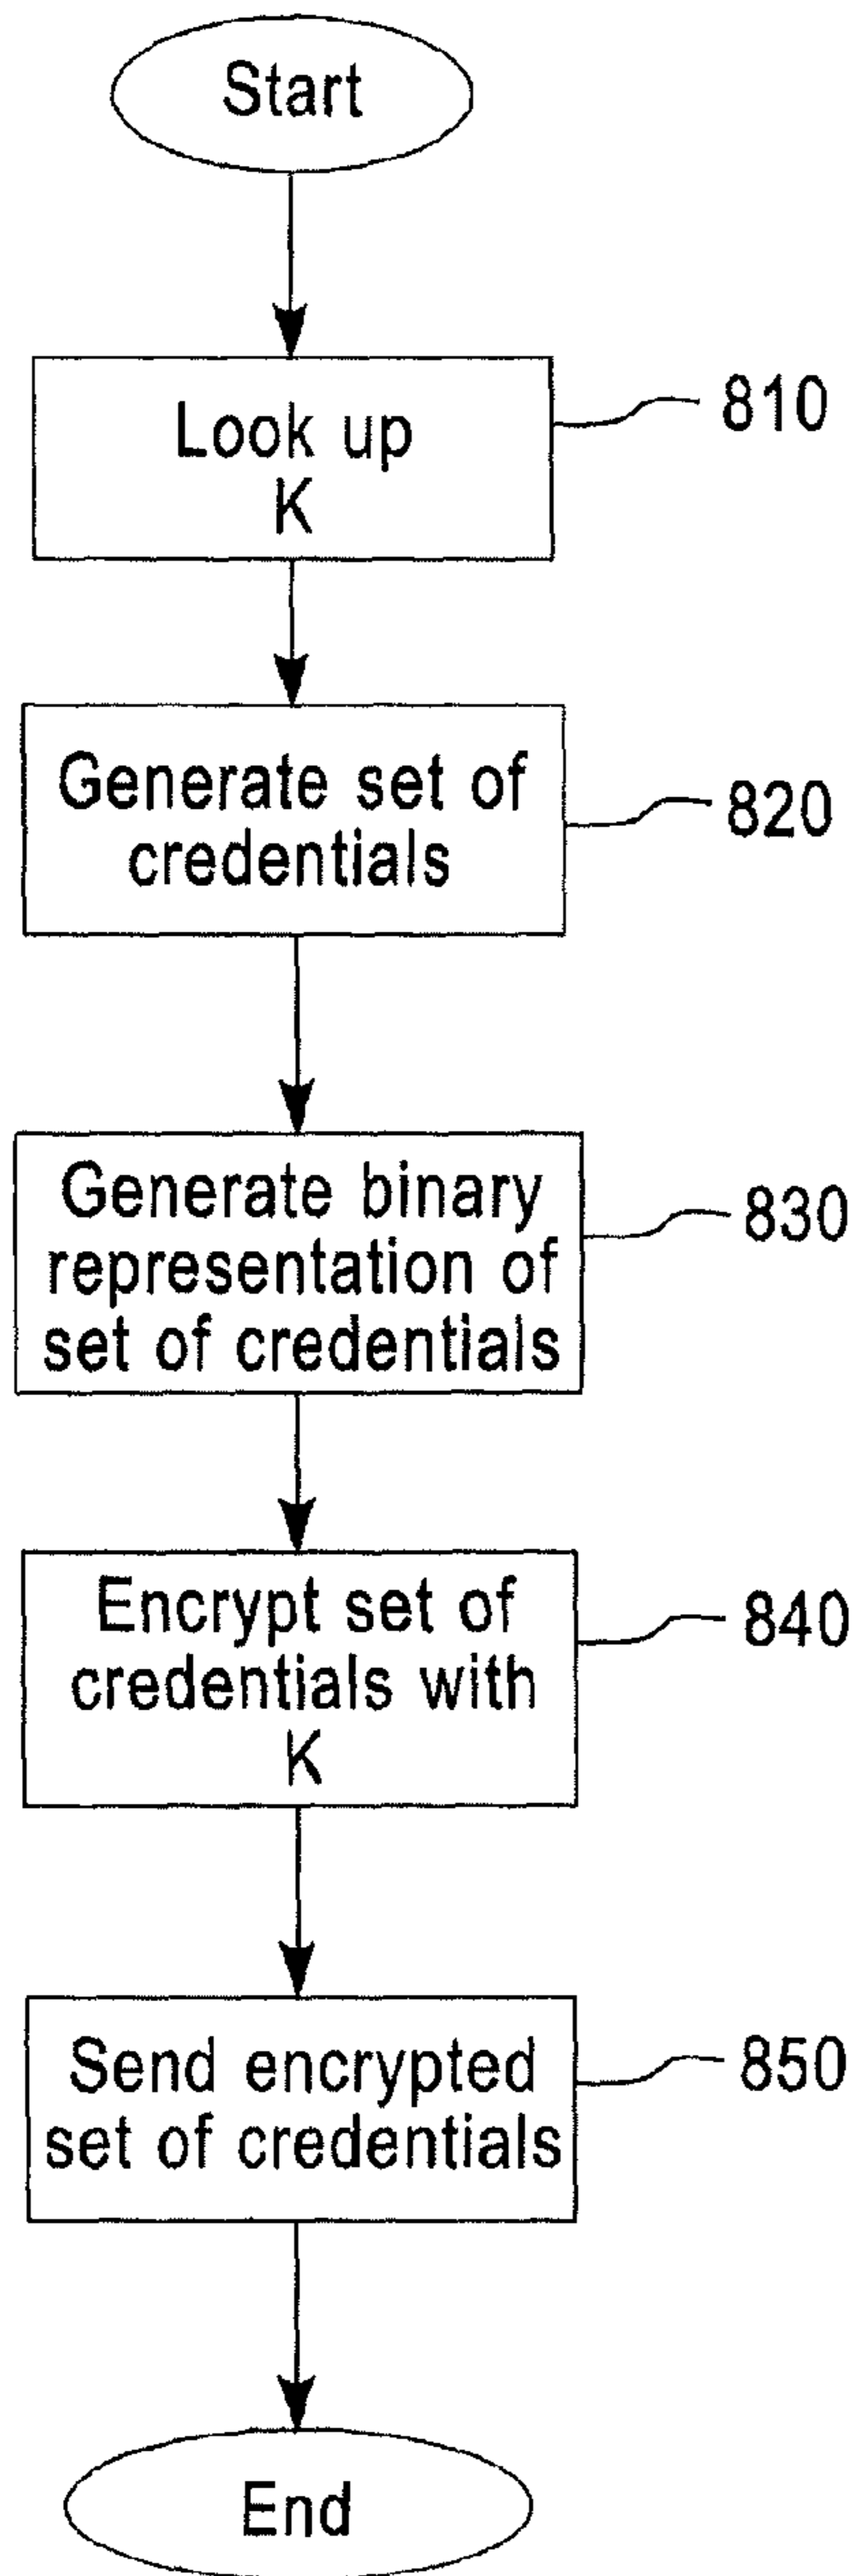 Start
Look up
K
810
Generate set of
credentials
820
Generate binary
representation of
set of credentials
830
Encrypt set of
credentials with
K
840
Send encrypted
set of credentials
850
End